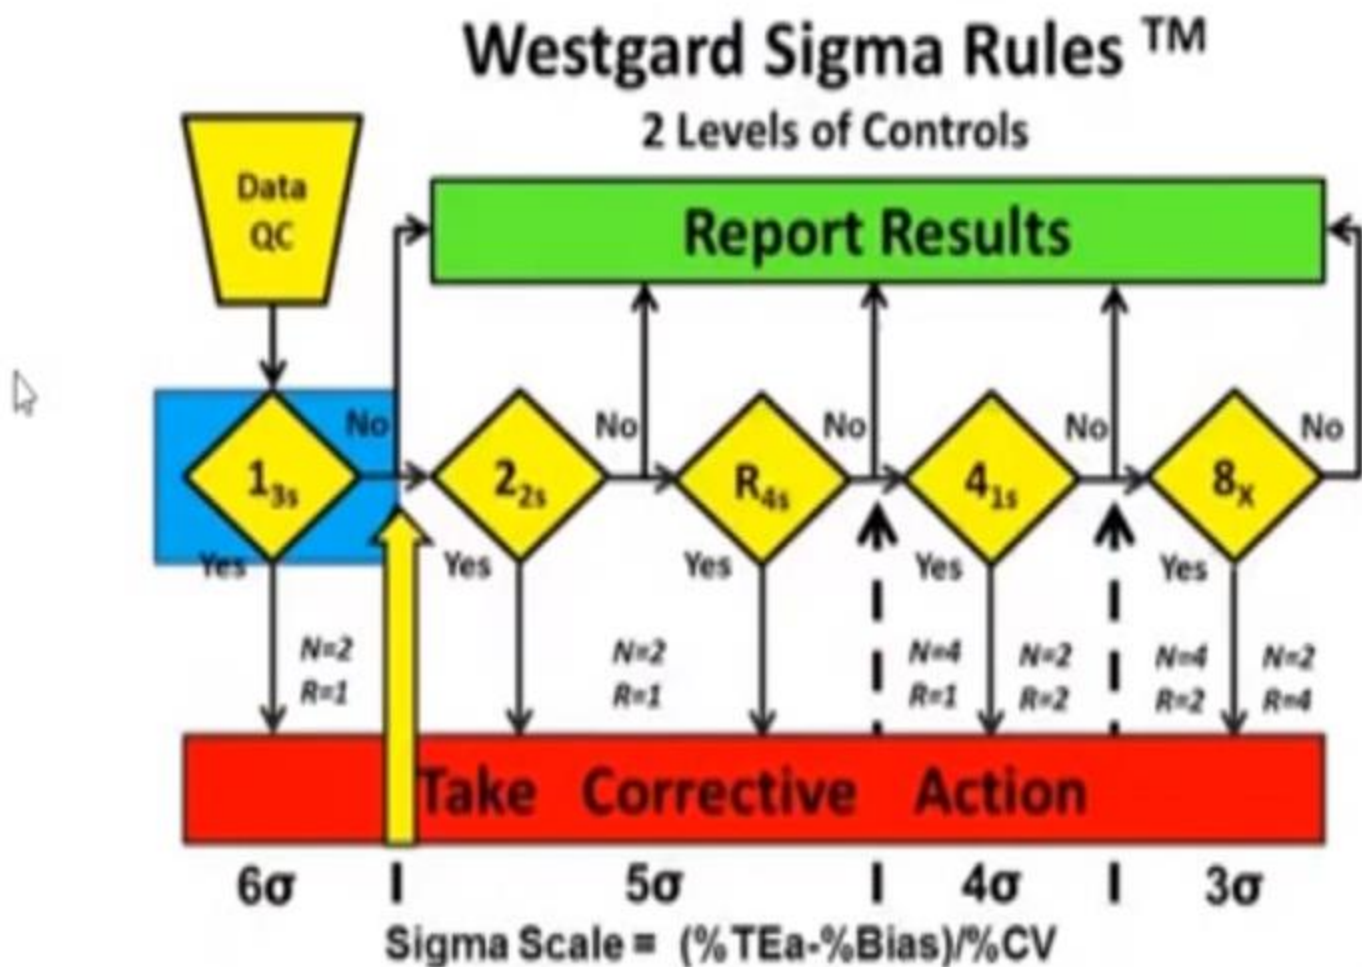 Westgard Sigma Rules ™
2 Levels of Controls
Data
QC
Report Results
No
No
No
No
No
1₃s
2₂s
R₄s
4₁s
8ₓ
Yes
Yes
Yes
Yes
Yes
N=2
R=1
N=2
R=1
N=4
R=1
N=2
R=2
N=4
R=2
N=2
R=4
Take Corrective Action
6σ I 5σ I 4σ I 3σ
Sigma Scale = (%TEa-%Bias)/%CV